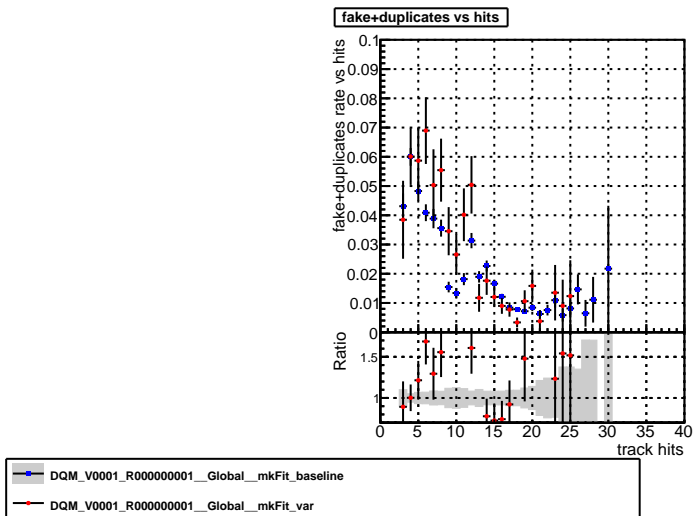 fake+duplicates vs hits
fake+duplicates rate vs hits
0.1
0.09
0.08
0.07
0.06
0.05
0.04
0.03
0.02
0.01
0
Ratio
1.5
1
0 5 10 15 20 25 30 35 40
track hits
DQM_V0001_R000000001__Global__mkFit_baseline
DQM_V0001_R000000001__Global__mkFit_var